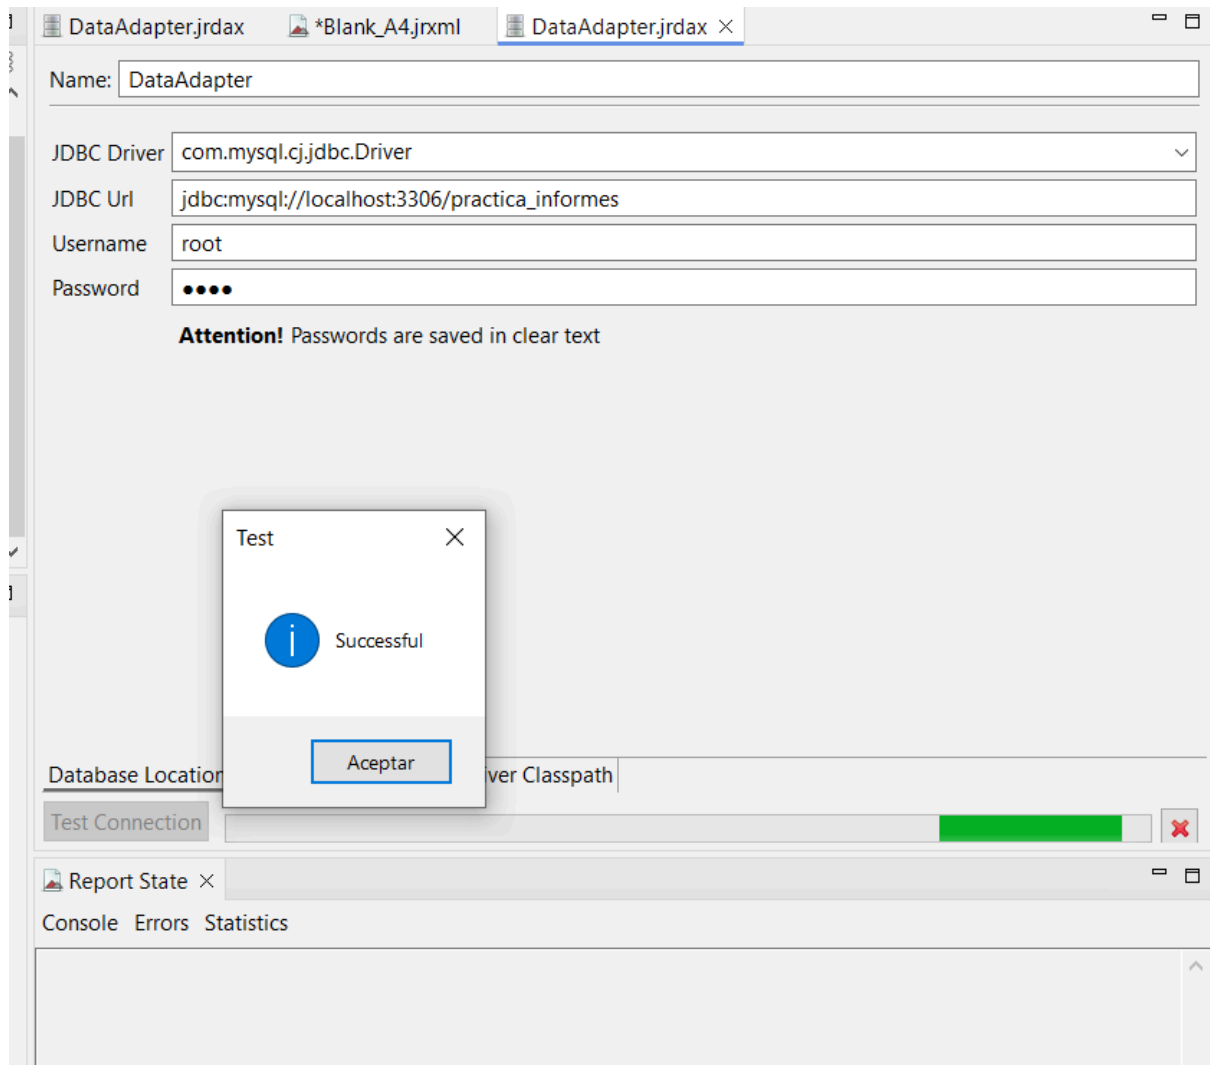 DataAdapter.jrdax *Blank_A4.jrxml DataAdapter.jrdax
Name: DataAdapter
JDBC Driver com.mysql.cj.jdbc.Driver
JDBC Url jdbc:mysql://localhost:3306/practica_informes
Username root
Password ●●●●
Attention! Passwords are saved in clear text
Test
Successful
Aceptar
Database Location ver Classpath
Test Connection
Report State
Console Errors Statistics